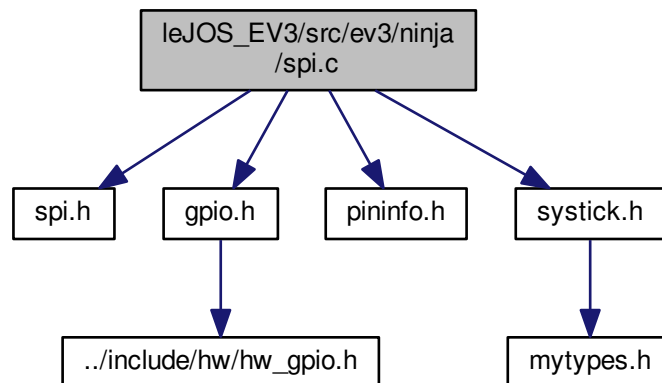 leJOS_EV3/src/ev3/ninja
/spi.c
spi.h
gpio.h
pininfo.h
systick.h
../include/hw/hw_gpio.h
mytypes.h